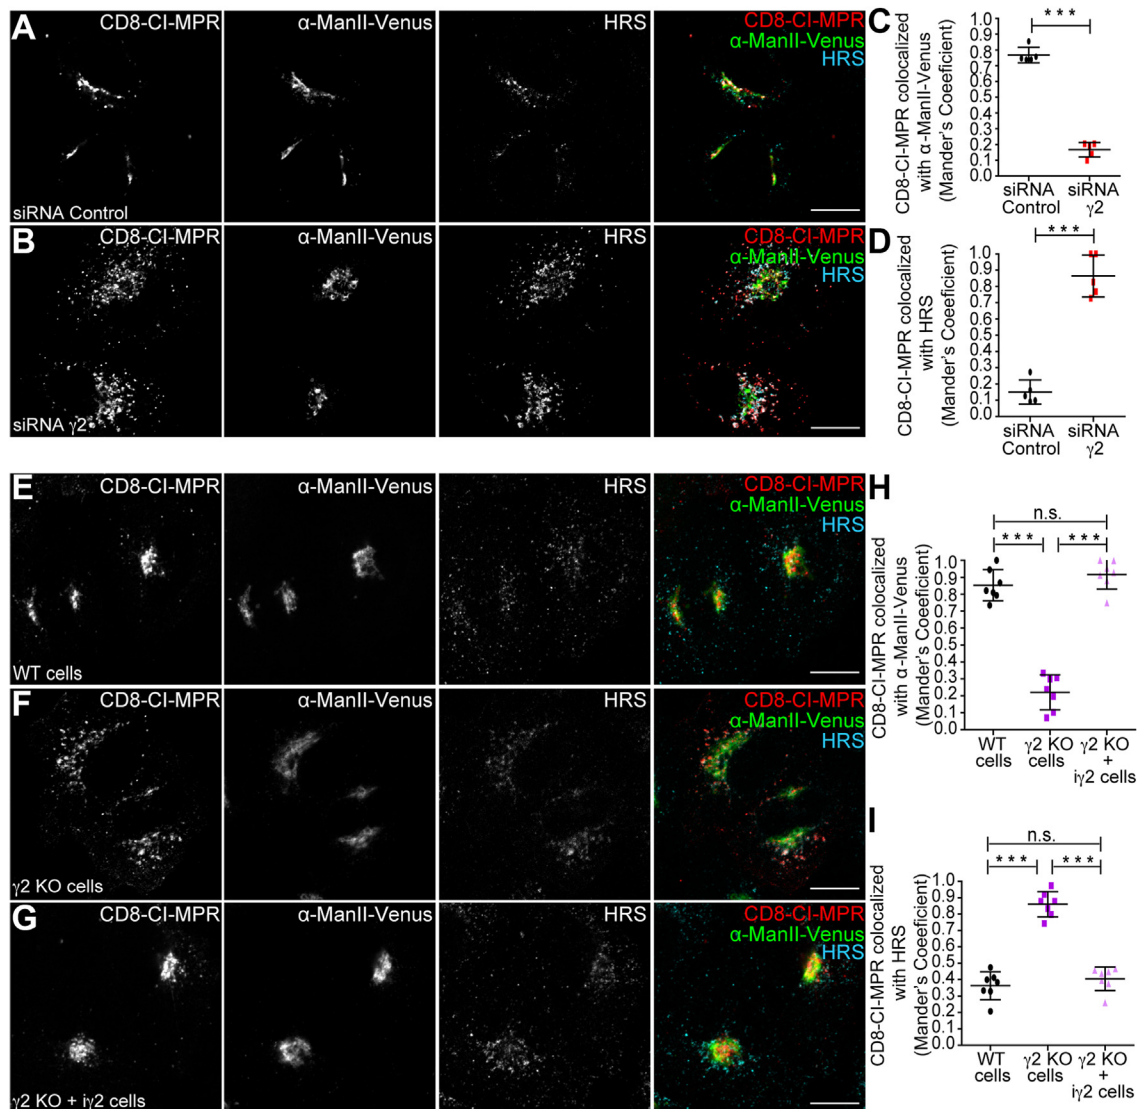 A
CD8-CI-MPR
α-ManII-Venus
HRS
CD8-CI-MPR
α-ManII-Venus
HRS
siRNA Control
B
CD8-CI-MPR
α-ManII-Venus
HRS
CD8-CI-MPR
α-ManII-Venus
HRS
siRNA γ2
C
CD8-CI-MPR colocalized
with α-ManII-Venus
(Mander's Coeficient)
* * *
1.0
0.9
0.8
0.7
0.6
0.5
0.4
0.3
0.2
0.1
siRNA
Control
siRNA
γ2
D
CD8-CI-MPR colocalized
with HRS
(Mander's Coeeficient)
* * *
1.0
0.9
0.8
0.7
0.6
0.5
0.4
0.3
0.2
0.1
0.0
siRNA
Control
siRNA
γ2
E
CD8-CI-MPR
α-ManII-Venus
HRS
CD8-CI-MPR
α-ManII-Venus
HRS
WT cells
F
CD8-CI-MPR
α-ManII-Venus
HRS
CD8-CI-MPR
α-ManII-Venus
HRS
γ2 KO cells
G
CD8-CI-MPR
α-ManII-Venus
HRS
CD8-CI-MPR
α-ManII-Venus
HRS
γ2 KO + iγ2 cells
H
CD8-CI-MPR colocalized
with α-ManII-Venus
(Mander's Coeficient)
n.s.
* * *
* * *
1.0
0.9
0.8
0.7
0.6
0.5
0.4
0.3
0.2
0.1
0.0
WT
cells
γ2 KO
cells
γ2 KO
+
iγ2 cells
I
CD8-CI-MPR colocalized
with HRS
(Mander's Coeficient)
n.s.
* * *
* * *
1.0
0.9
0.8
0.7
0.6
0.5
0.4
0.3
0.2
0.1
0.0
WT
cells
γ2 KO
cells
γ2 KO
+
iγ2 cells